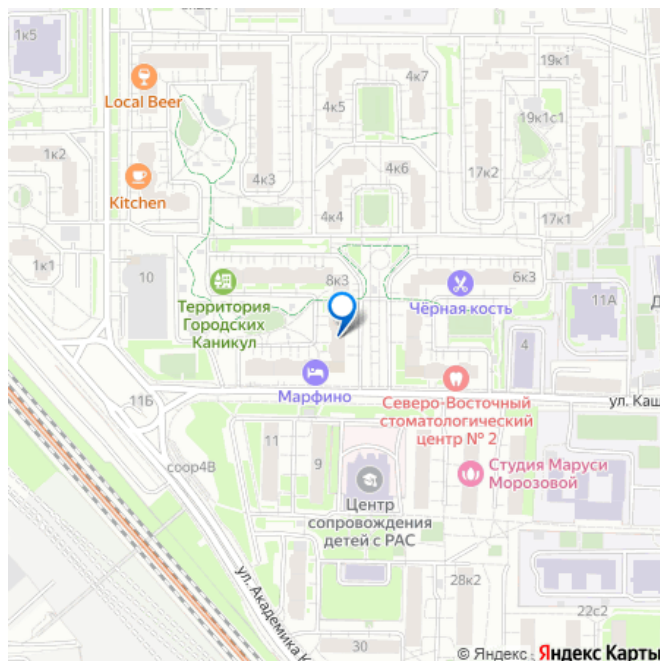 1к5
4к7
19к1
Local Beer
4к5
19к1с1
1к2
4к3
4к6
17к2
Kitchen
4к4
17к1
1к1
10
8к3
6к3
11А
Территория
Городских
Каникул
Чёрная кость
4
Марфино
11Б
Северо-Восточный
стоматологический
центр № 2
ул. Каш
11
9
соор4В
Студия Маруси
Морозовой
Центр
сопровождения
детей с РАС
28к2
22с2
ул. Академика К
30
© Яндекс
Яндекс Карты